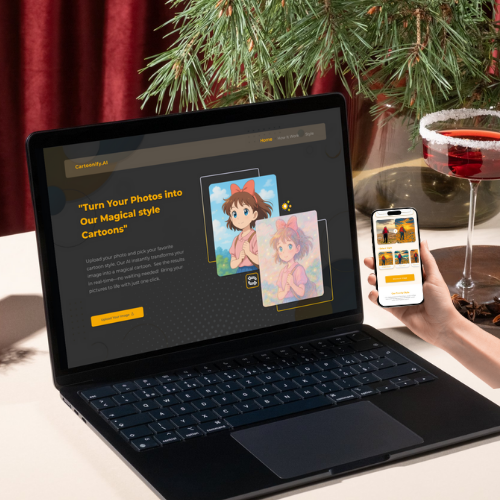 Cartoonify.AI
Home How it Work Style
"Turn Your Photos into
Our Magical style
Cartoons"
Upload your photo and pick your favorite
cartoon style. Our AI instantly transforms your
image into a magical cartoon. See the results
in real-time—no waiting needed! Bring your
pictures to life with just one click.
Upload Your Image